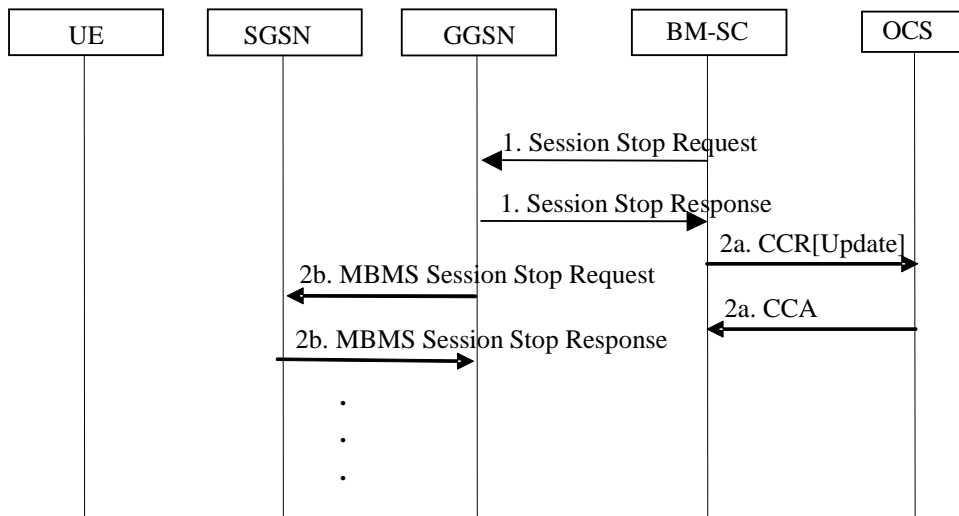 UE
SGSN
GGSN
BM-SC
OCS
1. Session Stop Request
1. Session Stop Response
2a. CCR[Update]
2b. MBMS Session Stop Request
2a. CCA
2b. MBMS Session Stop Response
.
.
.